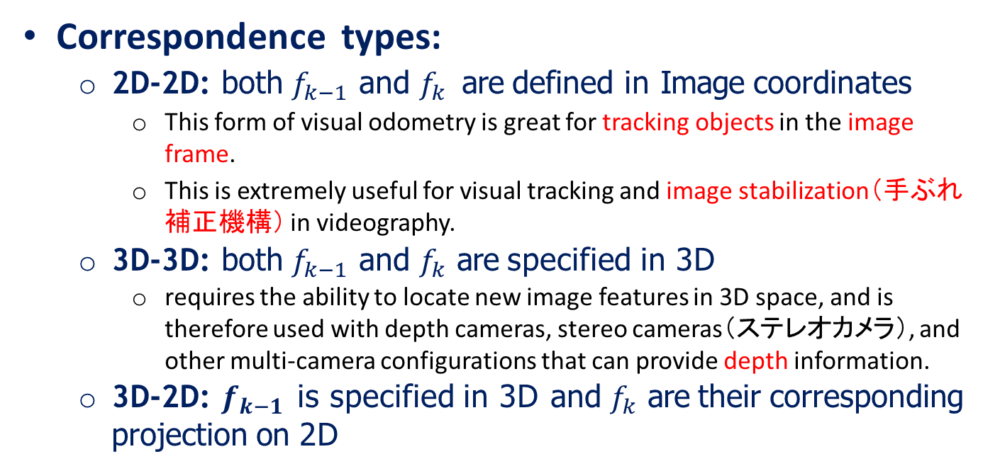 • Correspondence types:
○ 2D-2D: both f_{k−1} and f_k are defined in Image coordinates
○ This form of visual odometry is great for tracking objects in the image
frame.
○ This is extremely useful for visual tracking and image stabilization（手ぶれ
補正機構）in videography.
○ 3D-3D: both f_{k−1} and f_k are specified in 3D
○ requires the ability to locate new image features in 3D space, and is
therefore used with depth cameras, stereo cameras（ステレオカメラ）, and
other multi-camera configurations that can provide depth information.
○ 3D-2D: f_{k−1} is specified in 3D and f_k are their corresponding
projection on 2D